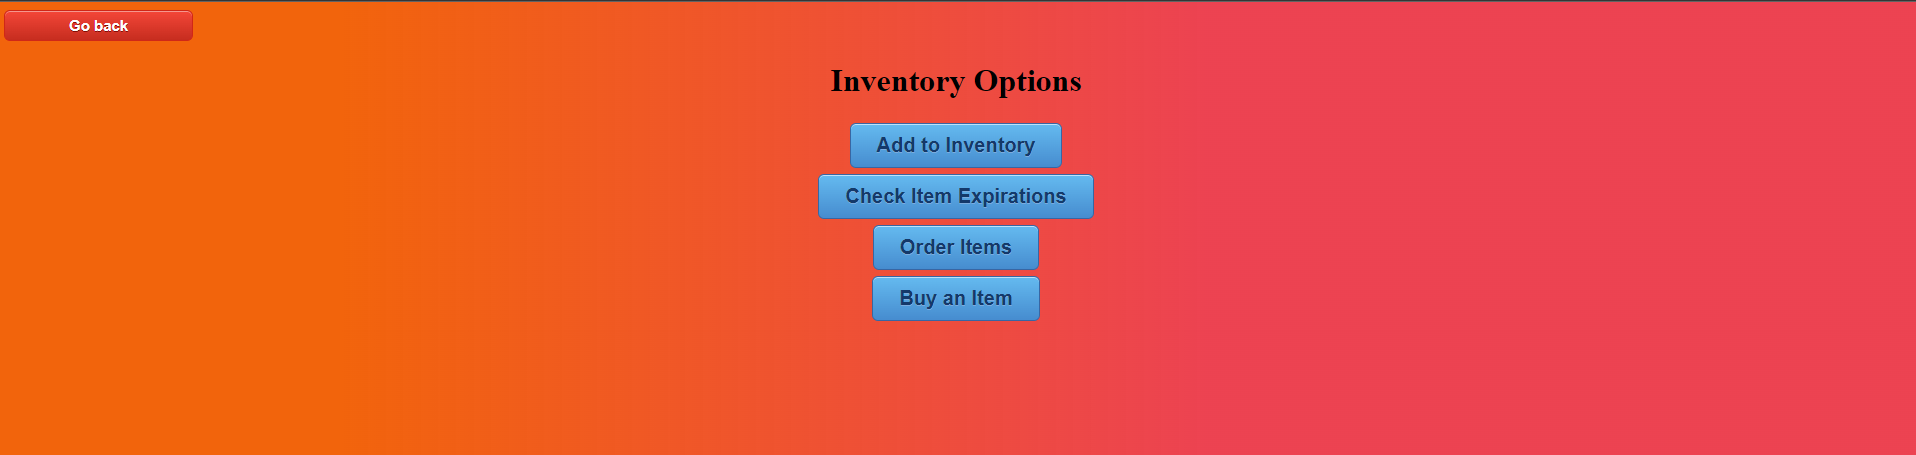 Go back
Inventory Options
Add to Inventory
Check Item Expirations
Order Items
Buy an Item